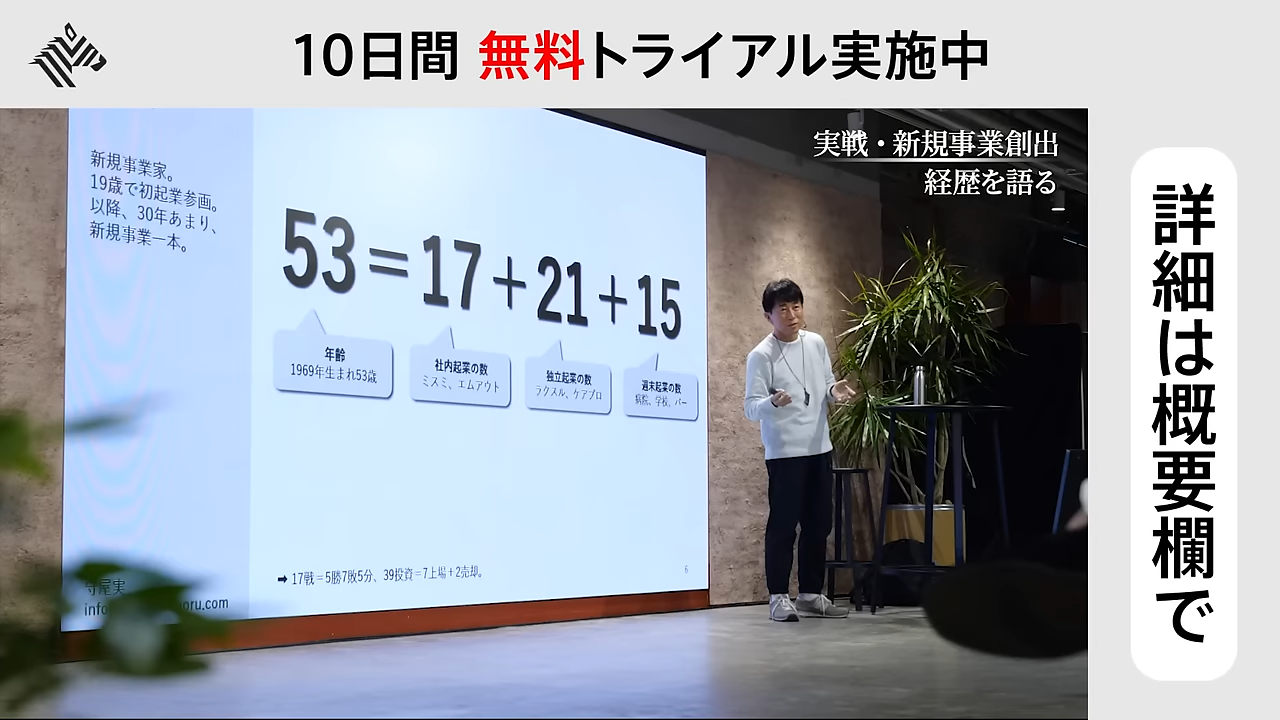 10日間 無料トライアル実施中
実戦・新規事業創出
経歴を語る
詳細は概要欄で
新規事業家。
19歳で初起業参画。
以降、30年あまり、
新規事業一本。
53=17+21+15
年齢
1969年生まれ53歳
社内起業の数
ミスミ、エムアウト
独立起業の数
ラクスル、ケアプロ
週末起業の数
病院、学校、バー
➡ 17戦=5勝7敗5分、39投資=7上場+2売却。
6
守屋実